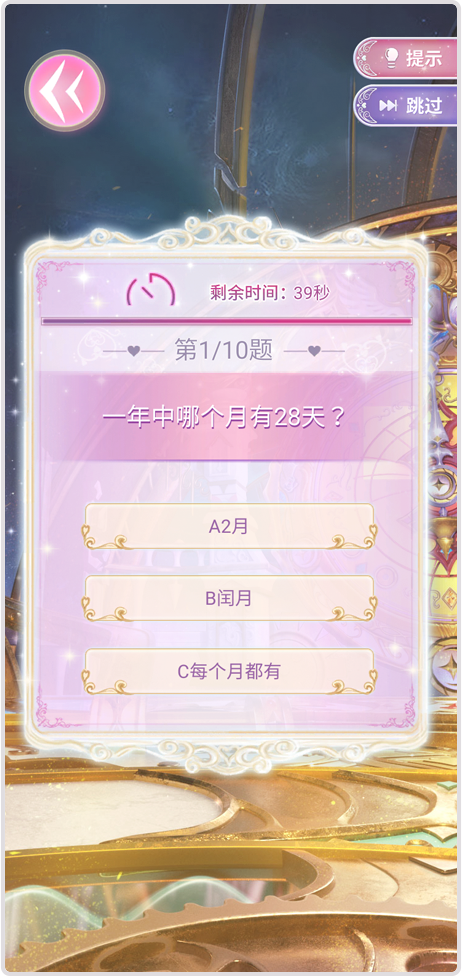 提示
跳过
剩余时间：39秒
第1/10题
一年中哪个月有28天？
A2月
B闰月
C每个月都有